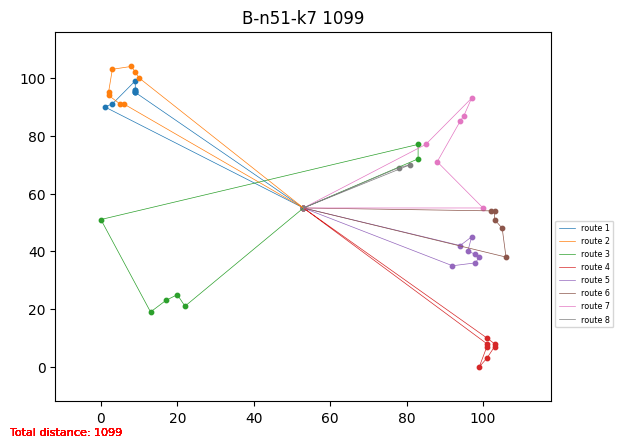 B-n51-k7 1099
100
80
60
40
20
0
0 20 40 60 80 100
route 1
route 2
route 3
route 4
route 5
route 6
route 7
route 8
Total distance: 1099